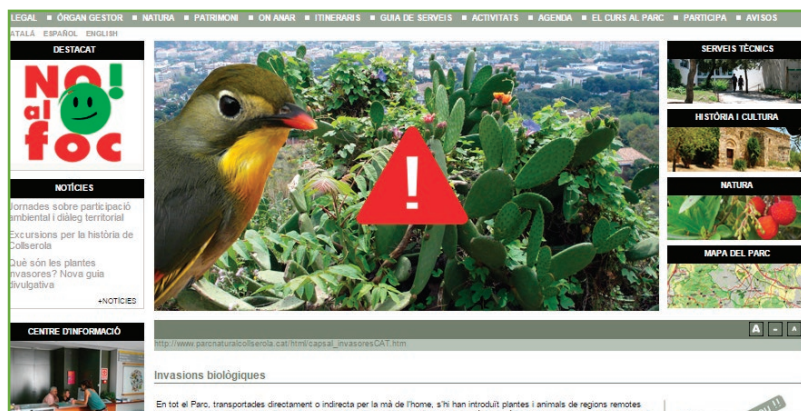 LEGAL ■ ÒRGAN GESTOR ■ NATURA ■ PATRIMONI ■ ON ANAR ■ ITINERARIS ■ GUIA DE SERVEIS ■ ACTIVITATS ■ AGENDA ■ EL CURS AL PARC ■ PARTICIPA ■ AVISOS
ATALÀ ESPAÑOL ENGLISH
DESTACAT
NO!
al
foc
NOTÍCIES
Jornades sobre participació
ambiental i diàleg territorial
Excursions per la història de
Collserola
Què són les plantes
nvasores? Nova guia
divulgativa
+NOTÍCIES
CENTRE D'INFORMACIÓ
!
SERVEIS TÈCNICS
HISTÒRIA I CULTURA
NATURA
MAPA DEL PARC
A - A
http://www.parcnaturalcollserola.cat/html/capsal_invasoresCAT.htm
Invasions biològiques
En tot el Parc, transportades directament o indirecta per la mà de l'home, s'hi han introduït plantes i animals de regions remotes